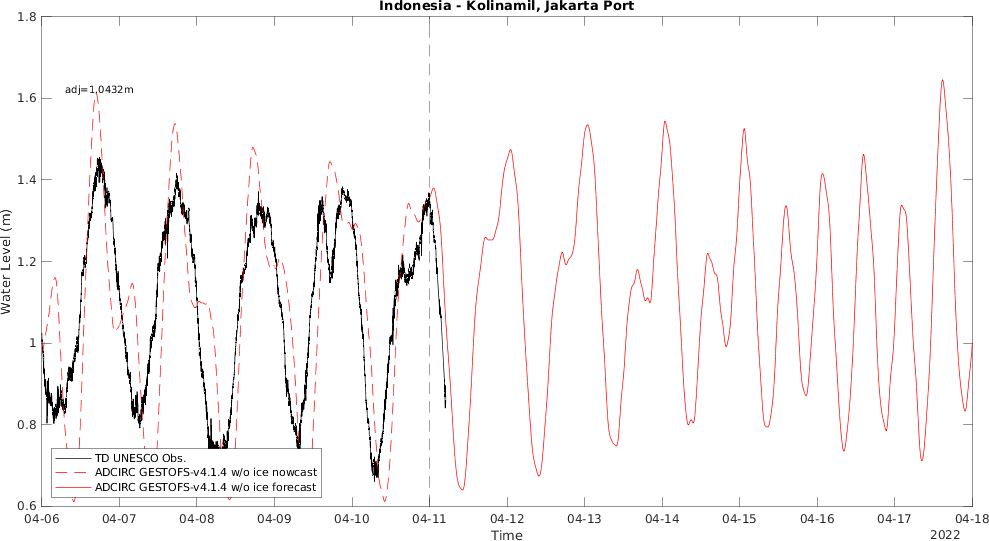 Indonesia - Kolinamil, Jakarta Port
1.8
1.6
1.4
1.2
1
0.8
0.6
Water Level (m)
adj=1.0432m
TD UNESCO Obs.
ADCIRC GESTOFS-v4.1.4 w/o ice nowcast
ADCIRC GESTOFS-v4.1.4 w/o ice forecast
04-06 04-07 04-08 04-09 04-10 04-11 04-12 04-13 04-14 04-15 04-16 04-17 04-18
Time
2022